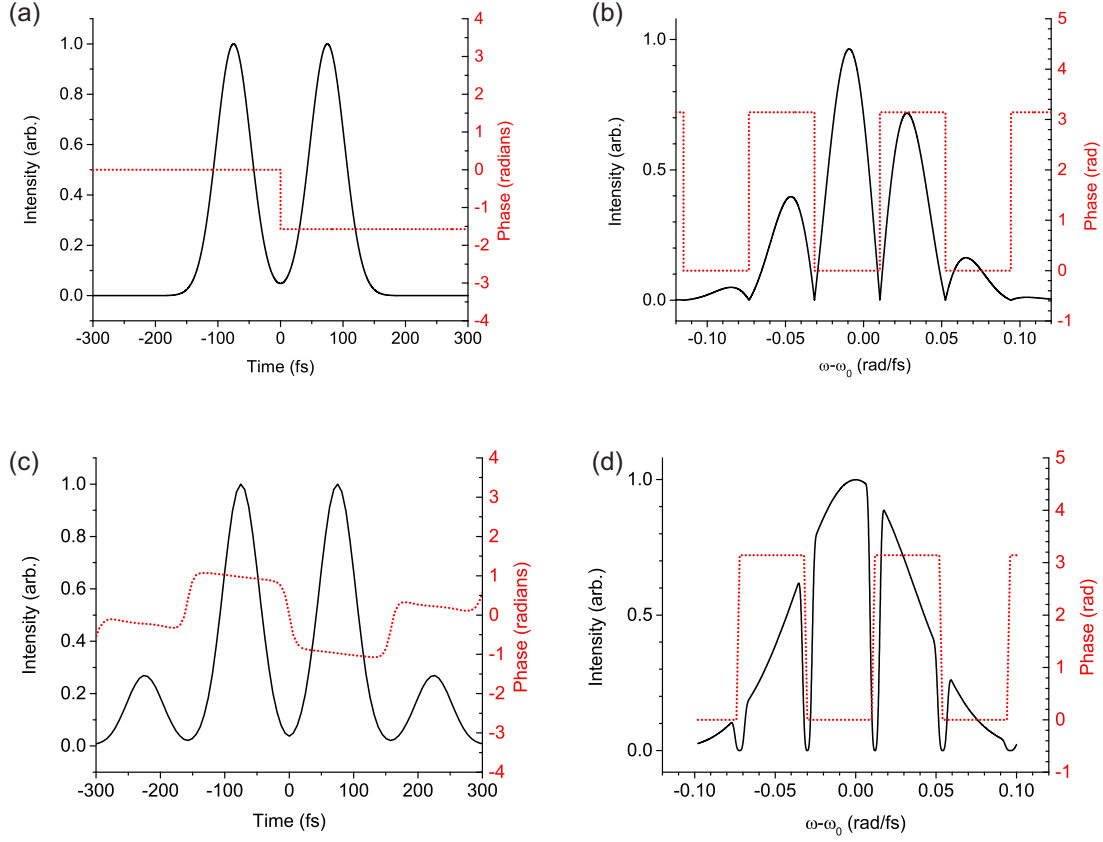 (a)
4
3
2
1
0
-1
-2
-3
-4
1.0
0.8
0.6
0.4
0.2
0.0
Intensity (arb.)
Phase (radians)
-300 -200 -100 0 100 200 300
Time (fs)
(b)
5
4
3
2
1
0
-1
1.0
0.5
0.0
Intensity (arb.)
Phase (rad)
-0.10 -0.05 0.00 0.05 0.10
ω-ω0 (rad/fs)
(c)
4
3
2
1
0
-1
-2
-3
-4
1.0
0.8
0.6
0.4
0.2
0.0
Intensity (arb.)
Phase (radians)
-300 -200 -100 0 100 200 300
Time (fs)
(d)
5
4
3
2
1
0
-1
1.0
0.5
0.0
Intensity (arb.)
Phase (rad)
-0.10 -0.05 0.00 0.05 0.10
ω-ω0 (rad/fs)